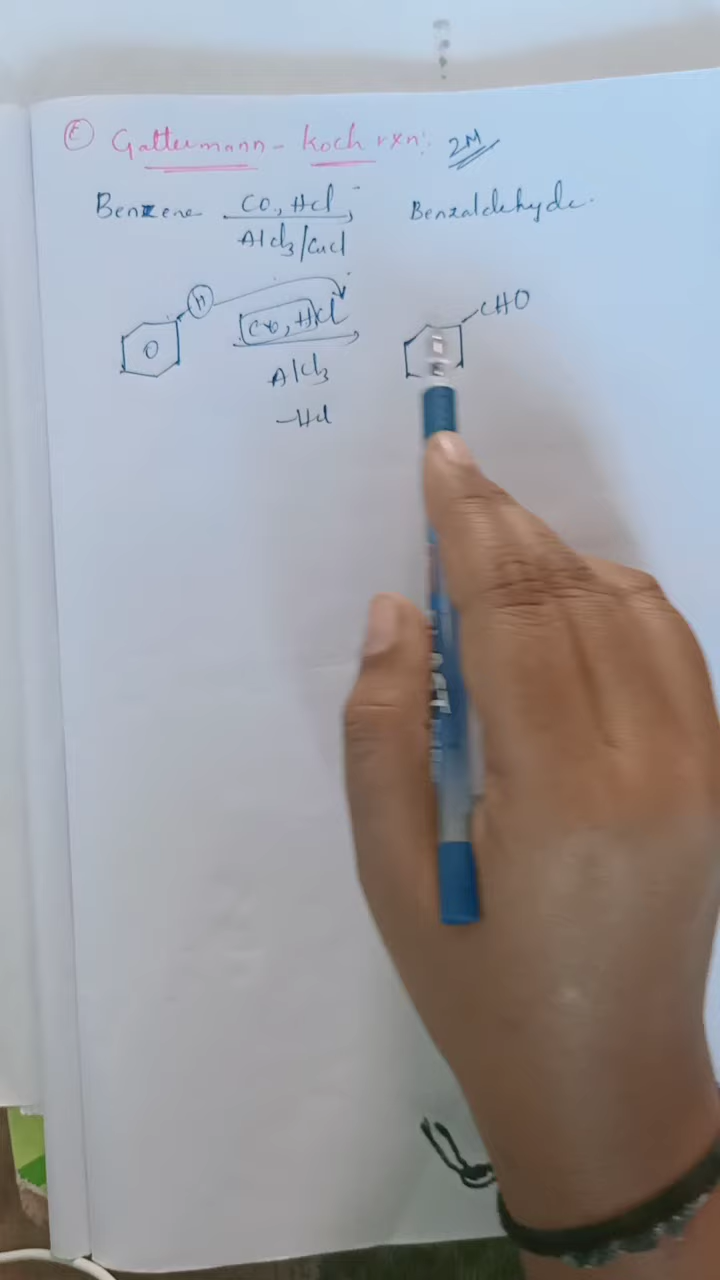 E Gattermann - Koch rxn: 2M
Benzene CO, HCl Benzaldehyde.
AlCl3/CuCl
H CO, HCl CHO
AlCl3
-HCl